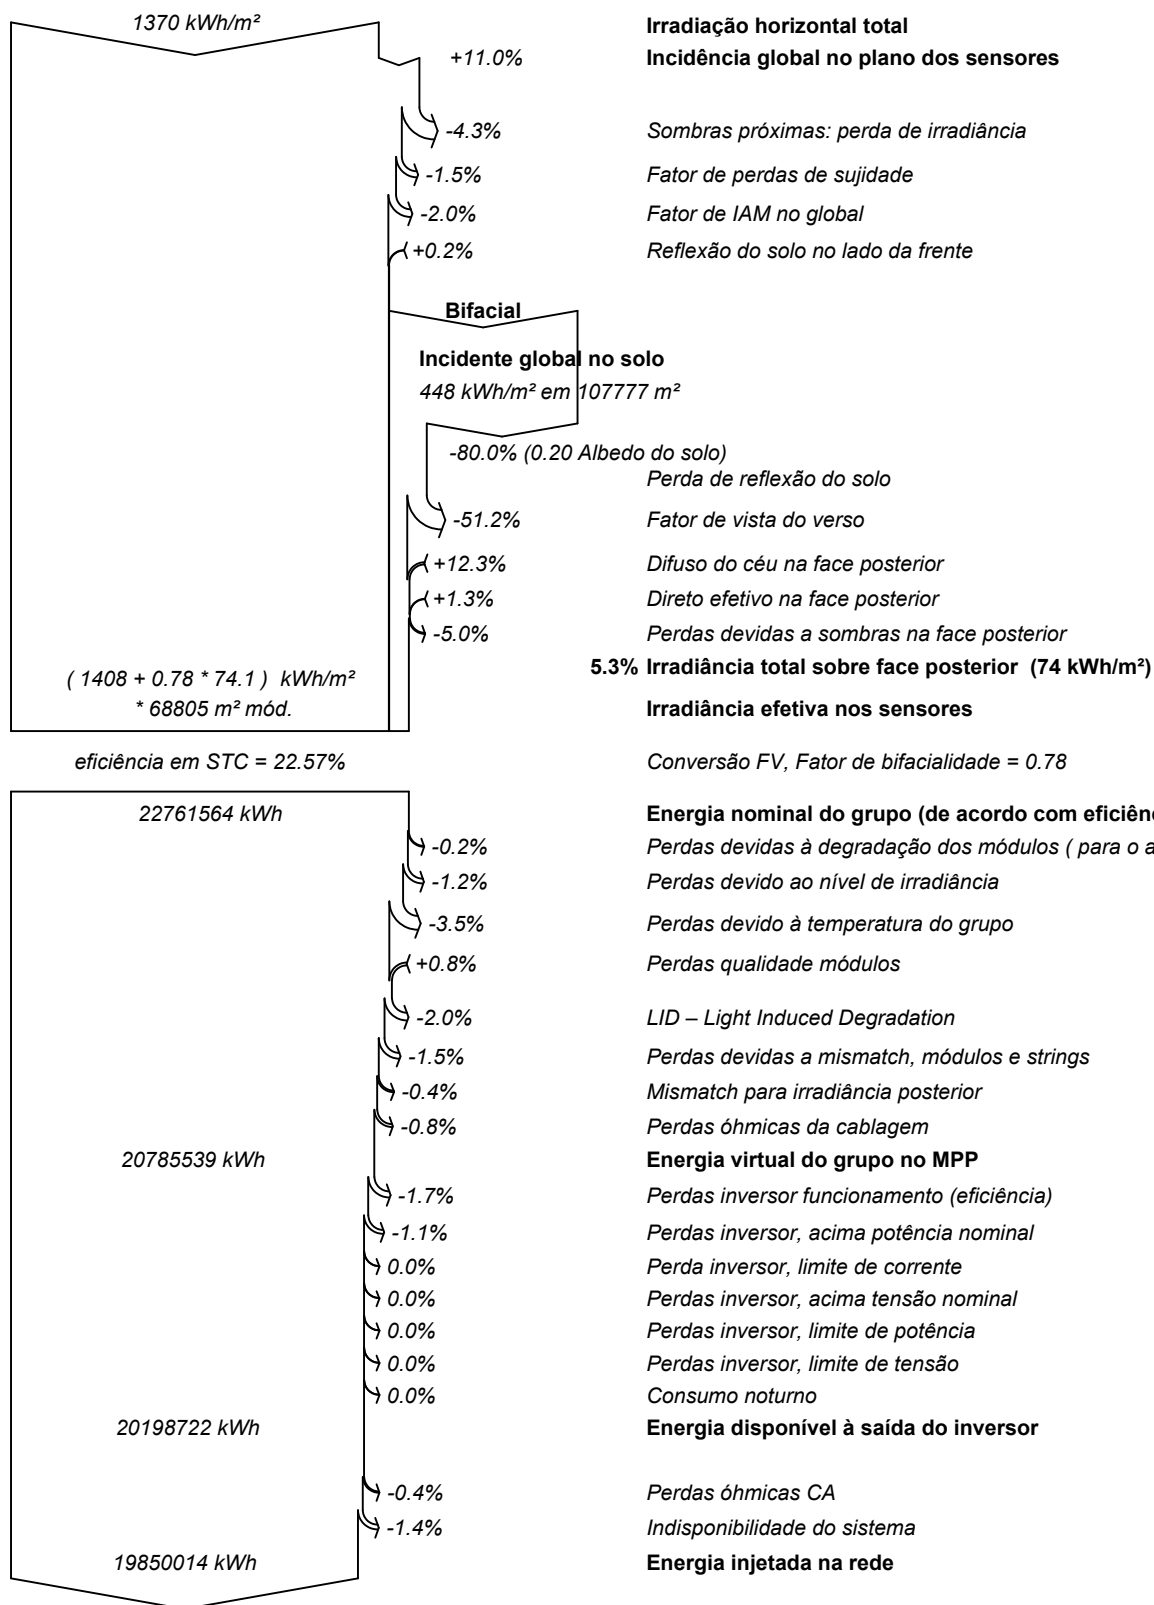 1370 kWh/m² Irradiação horizontal total
+11.0% Incidência global no plano dos sensores
-4.3% Sombras próximas: perda de irradiância
-1.5% Fator de perdas de sujidade
-2.0% Fator de IAM no global
+0.2% Reflexão do solo no lado da frente
Bifacial
Incidente global no solo
448 kWh/m² em 107777 m²
-80.0% (0.20 Albedo do solo)
Perda de reflexão do solo
-51.2% Fator de vista do verso
+12.3% Difuso do céu na face posterior
+1.3% Direto efetivo na face posterior
-5.0% Perdas devidas a sombras na face posterior
5.3% Irradiância total sobre face posterior (74 kWh/m²)
( 1408 + 0.78 * 74.1 ) kWh/m²
* 68805 m² mód. Irradiância efetiva nos sensores
eficiência em STC = 22.57% Conversão FV, Fator de bifacialidade = 0.78
22761564 kWh Energia nominal do grupo (de acordo com
-0.2% Perdas devidas à degradação dos módulos ( para o
-1.2% Perdas devido ao nível de irradiância
-3.5% Perdas devido à temperatura do grupo
+0.8% Perdas qualidade módulos
-2.0% LID – Light Induced Degradation
-1.5% Perdas devidas a mismatch, módulos e strings
-0.4% Mismatch para irradiância posterior
-0.8% Perdas óhmicas da cablagem
20785539 kWh Energia virtual do grupo no MPP
-1.7% Perdas inversor funcionamento (eficiência)
-1.1% Perdas inversor, acima potência nominal
0.0% Perda inversor, limite de corrente
0.0% Perdas inversor, acima tensão nominal
0.0% Perdas inversor, limite de potência
0.0% Perdas inversor, limite de tensão
0.0% Consumo noturno
20198722 kWh Energia disponível à saída do inversor
-0.4% Perdas óhmicas CA
-1.4% Indisponibilidade do sistema
19850014 kWh Energia injetada na rede